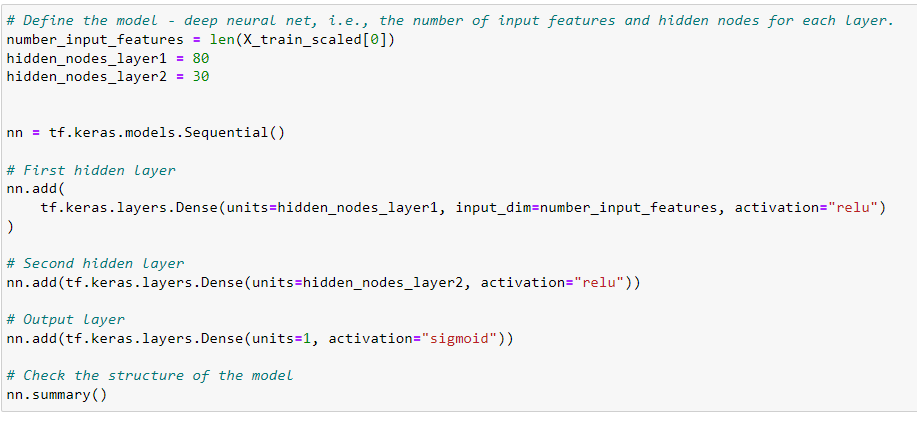 # Define the model - deep neural net, i.e., the number of input features and hidden nodes for each layer.
number_input_features = len(X_train_scaled[0])
hidden_nodes_layer1 = 80
hidden_nodes_layer2 = 30
nn = tf.keras.models.Sequential()
# First hidden layer
nn.add(
    tf.keras.layers.Dense(units=hidden_nodes_layer1, input_dim=number_input_features, activation="relu")
)
# Second hidden layer
nn.add(tf.keras.layers.Dense(units=hidden_nodes_layer2, activation="relu"))
# Output layer
nn.add(tf.keras.layers.Dense(units=1, activation="sigmoid"))
# Check the structure of the model
nn.summary()